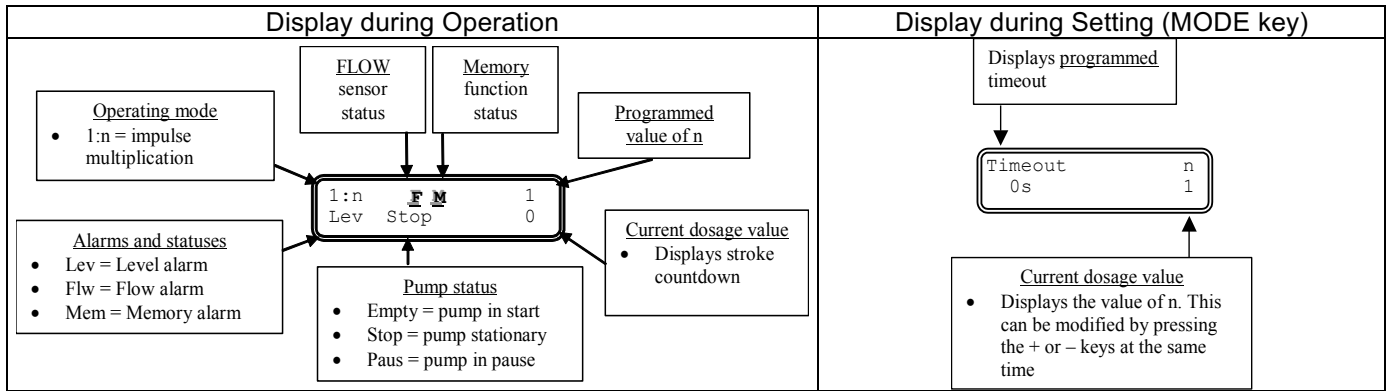 Display during Operation
Display during Setting (MODE key)
FLOW
sensor
status
Memory
function
status
Operating mode
• 1:n = impulse
multiplication
Programmed
value of n
1:n F M 1
Lev Stop 0
Alarms and statuses
• Lev = Level alarm
• Flw = Flow alarm
• Mem = Memory alarm
Pump status
• Empty = pump in start
• Stop = pump stationary
• Paus = pump in pause
Current dosage value
• Displays stroke
countdown
Displays programmed
timeout
Timeout n
0s 1
Current dosage value
• Displays the value of n. This
can be modified by pressing
the + or – keys at the same
time